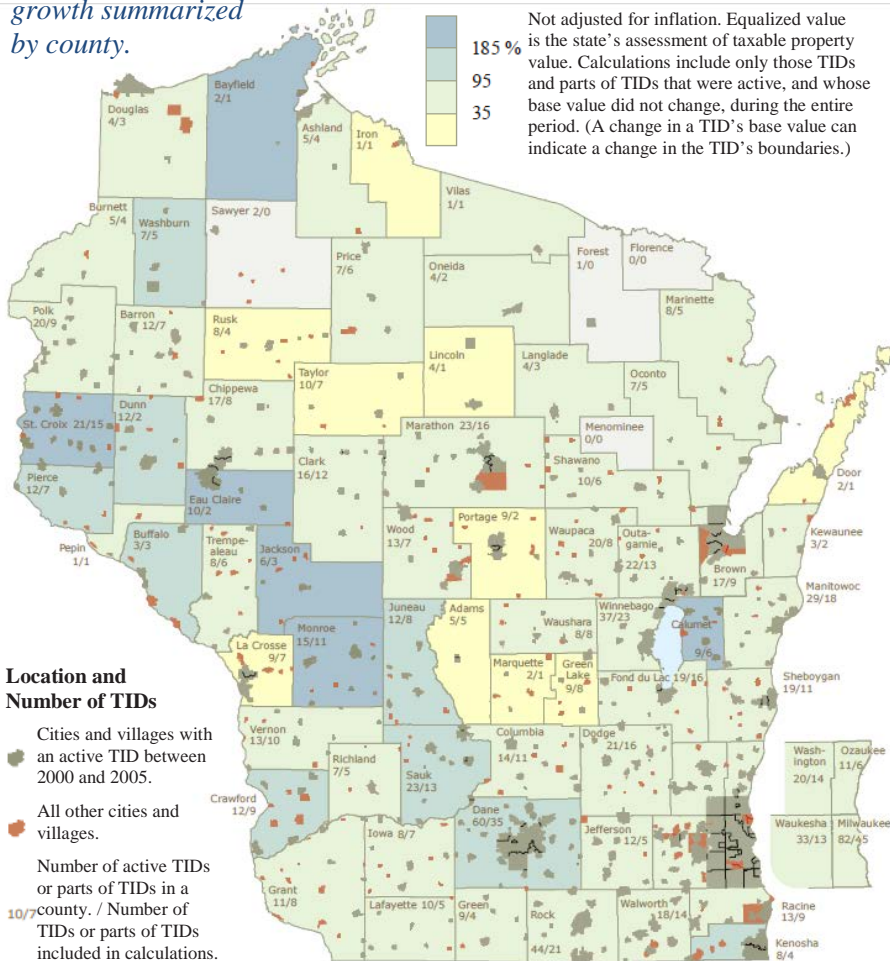 growth summarized
by county.
185 %
95
35
Not adjusted for inflation. Equalized value
is the state's assessment of taxable property
value. Calculations include only those TIDs
and parts of TIDs that were active, and whose
base value did not change, during the entire
period. (A change in a TID's base value can
indicate a change in the TID's boundaries.)
Douglas
4/3
Bayfield
2/1
Ashland
5/4
Iron
1/1
Vilas
1/1
Burnett
5/4
Washburn
7/5
Sawyer 2/0
Price
7/6
Oneida
4/2
Forest
1/0
Florence
0/0
Marinette
8/5
Polk
20/9
Barron
12/7
Rusk
8/4
Taylor
10/7
Lincoln
4/1
Langlade
4/3
Oconto
7/5
St. Croix 21/15
Dunn
12/2
Chippewa
17/8
Marathon 23/16
Menominee
0/0
Clark
16/12
Shawano
10/6
Door
2/1
Pierce
12/7
Eau Claire
10/2
Pepin
1/1
Buffalo
3/3
Trempe-
aleau
8/6
Jackson
6/3
Wood
13/7
Portage 9/2
Waupaca
20/8
Outa-
gamie
22/13
Brown
17/9
Kewaunee
3/2
Manitowoc
29/18
Monroe
15/11
Juneau
12/8
Adams
5/5
Waushara
8/8
Winnebago
37/23
Calumet
9/6
La Crosse
9/7
Marquette
2/1
Green
Lake
9/8
Fond du Lac 19/16
Sheboygan
19/11
Location and
Number of TIDs
Cities and villages with
an active TID between
2000 and 2005.
All other cities and
villages.
10/7
Number of active TIDs
or parts of TIDs in a
county. / Number of
TIDs or parts of TIDs
included in calculations.
Vernon
13/10
Richland
7/5
Sauk
23/13
Columbia
14/11
Dodge
21/16
Wash-
ington
20/14
Ozaukee
11/6
Crawford
12/9
Dane
60/35
Iowa 8/7
Jefferson
12/5
Waukesha
33/13
Milwaukee
82/45
Grant
11/8
Lafayette 10/5
Green
9/4
Rock
44/21
Walworth
18/14
Racine
13/9
Kenosha
8/4